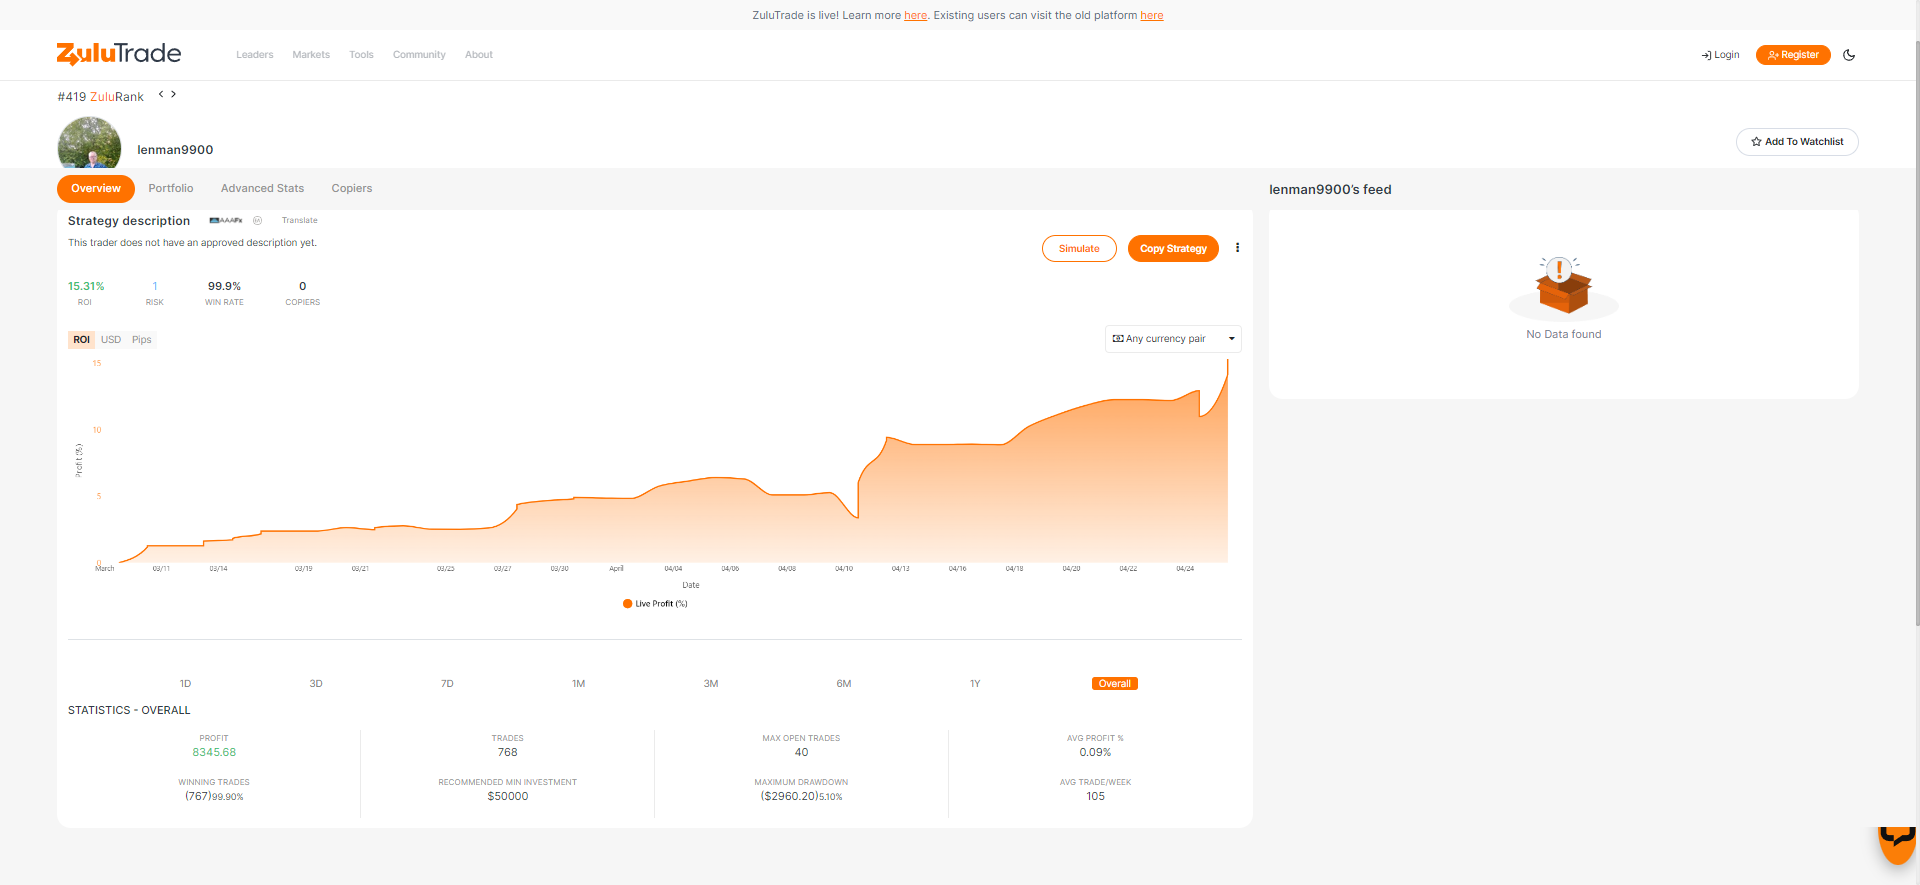 ZuluTrade is live! Learn more here. Existing users can visit the old platform here
ZuluTrade
Leaders Markets Tools Community About
Login Register
#419 ZuluRank < >
lenman9900
Add To Watchlist
Overview Portfolio Advanced Stats Copiers
lenman9900's feed
Strategy description AAAFx Translate
This trader does not have an approved description yet.
Simulate Copy Strategy
15.31% 1 99.9% 0
ROI RISK WIN RATE COPIERS
No Data found
ROI USD Pips
Any currency pair
15
10
Profit (%)
5
0
March 03/11 03/14 03/19 03/21 03/25 03/27 03/30 April 04/04 04/06 04/08 04/10 04/13 04/16 04/18 04/20 04/22 04/24
Date
Live Profit (%)
1D 3D 7D 1M 3M 6M 1Y Overall
STATISTICS - OVERALL
PROFIT TRADES MAX OPEN TRADES AVG PROFIT %
8345.68 768 40 0.09%
WINNING TRADES RECOMMENDED MIN INVESTMENT MAXIMUM DRAWDOWN AVG TRADE/WEEK
(767)99.90% $50000 ($2960.20)5.10% 105